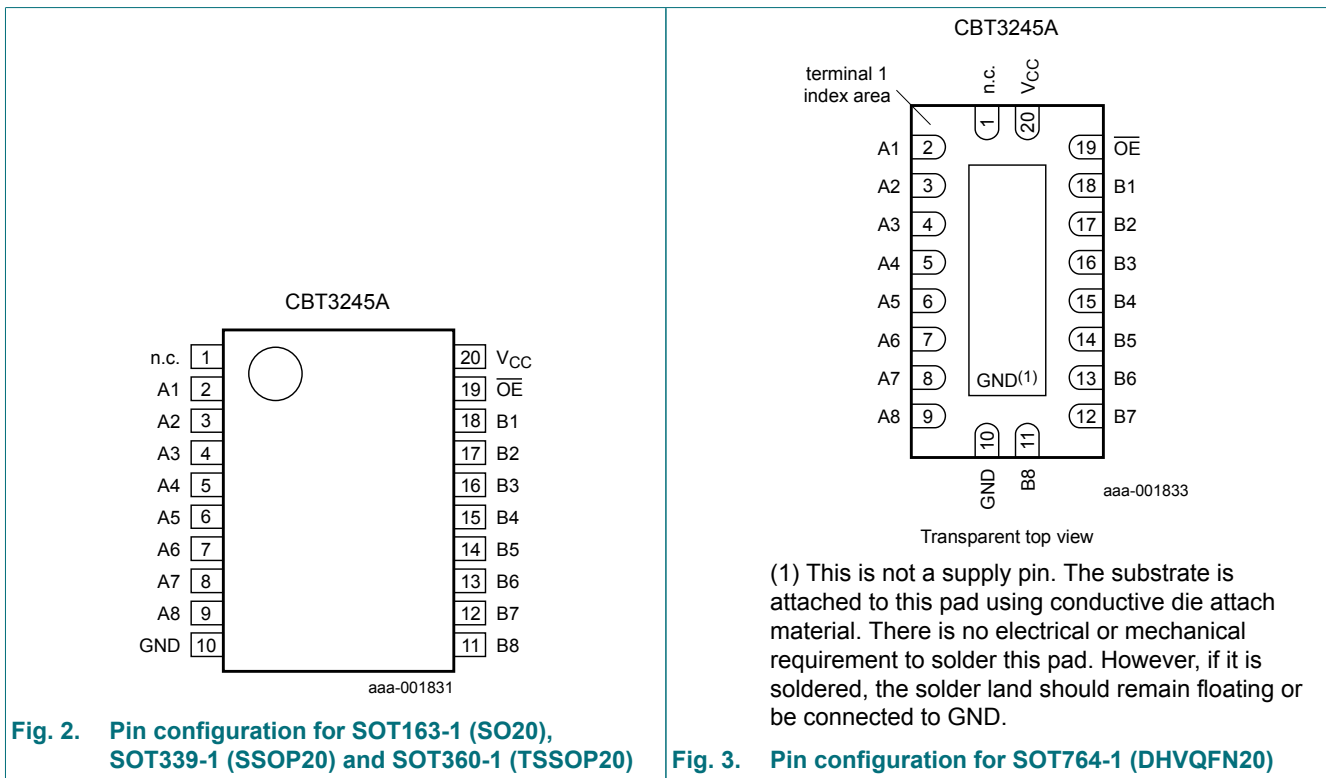 CBT3245A
n.c. 1
A1 2
A2 3
A3 4
A4 5
A5 6
A6 7
A7 8
A8 9
GND 10
20 VCC
19 OE
18 B1
17 B2
16 B3
15 B4
14 B5
13 B6
12 B7
11 B8
aaa-001831
Fig. 2. Pin configuration for SOT163-1 (SO20),
SOT339-1 (SSOP20) and SOT360-1 (TSSOP20)
CBT3245A
terminal 1
index area
n.c.
VCC
1
20
A1 2
A2 3
A3 4
A4 5
A5 6
A6 7
A7 8
A8 9
19 OE
18 B1
17 B2
16 B3
15 B4
14 B5
13 B6
12 B7
GND(1)
10
11
GND
B8
aaa-001833
Transparent top view
(1) This is not a supply pin. The substrate is
attached to this pad using conductive die attach
material. There is no electrical or mechanical
requirement to solder this pad. However, if it is
soldered, the solder land should remain floating or
be connected to GND.
Fig. 3. Pin configuration for SOT764-1 (DHVQFN20)